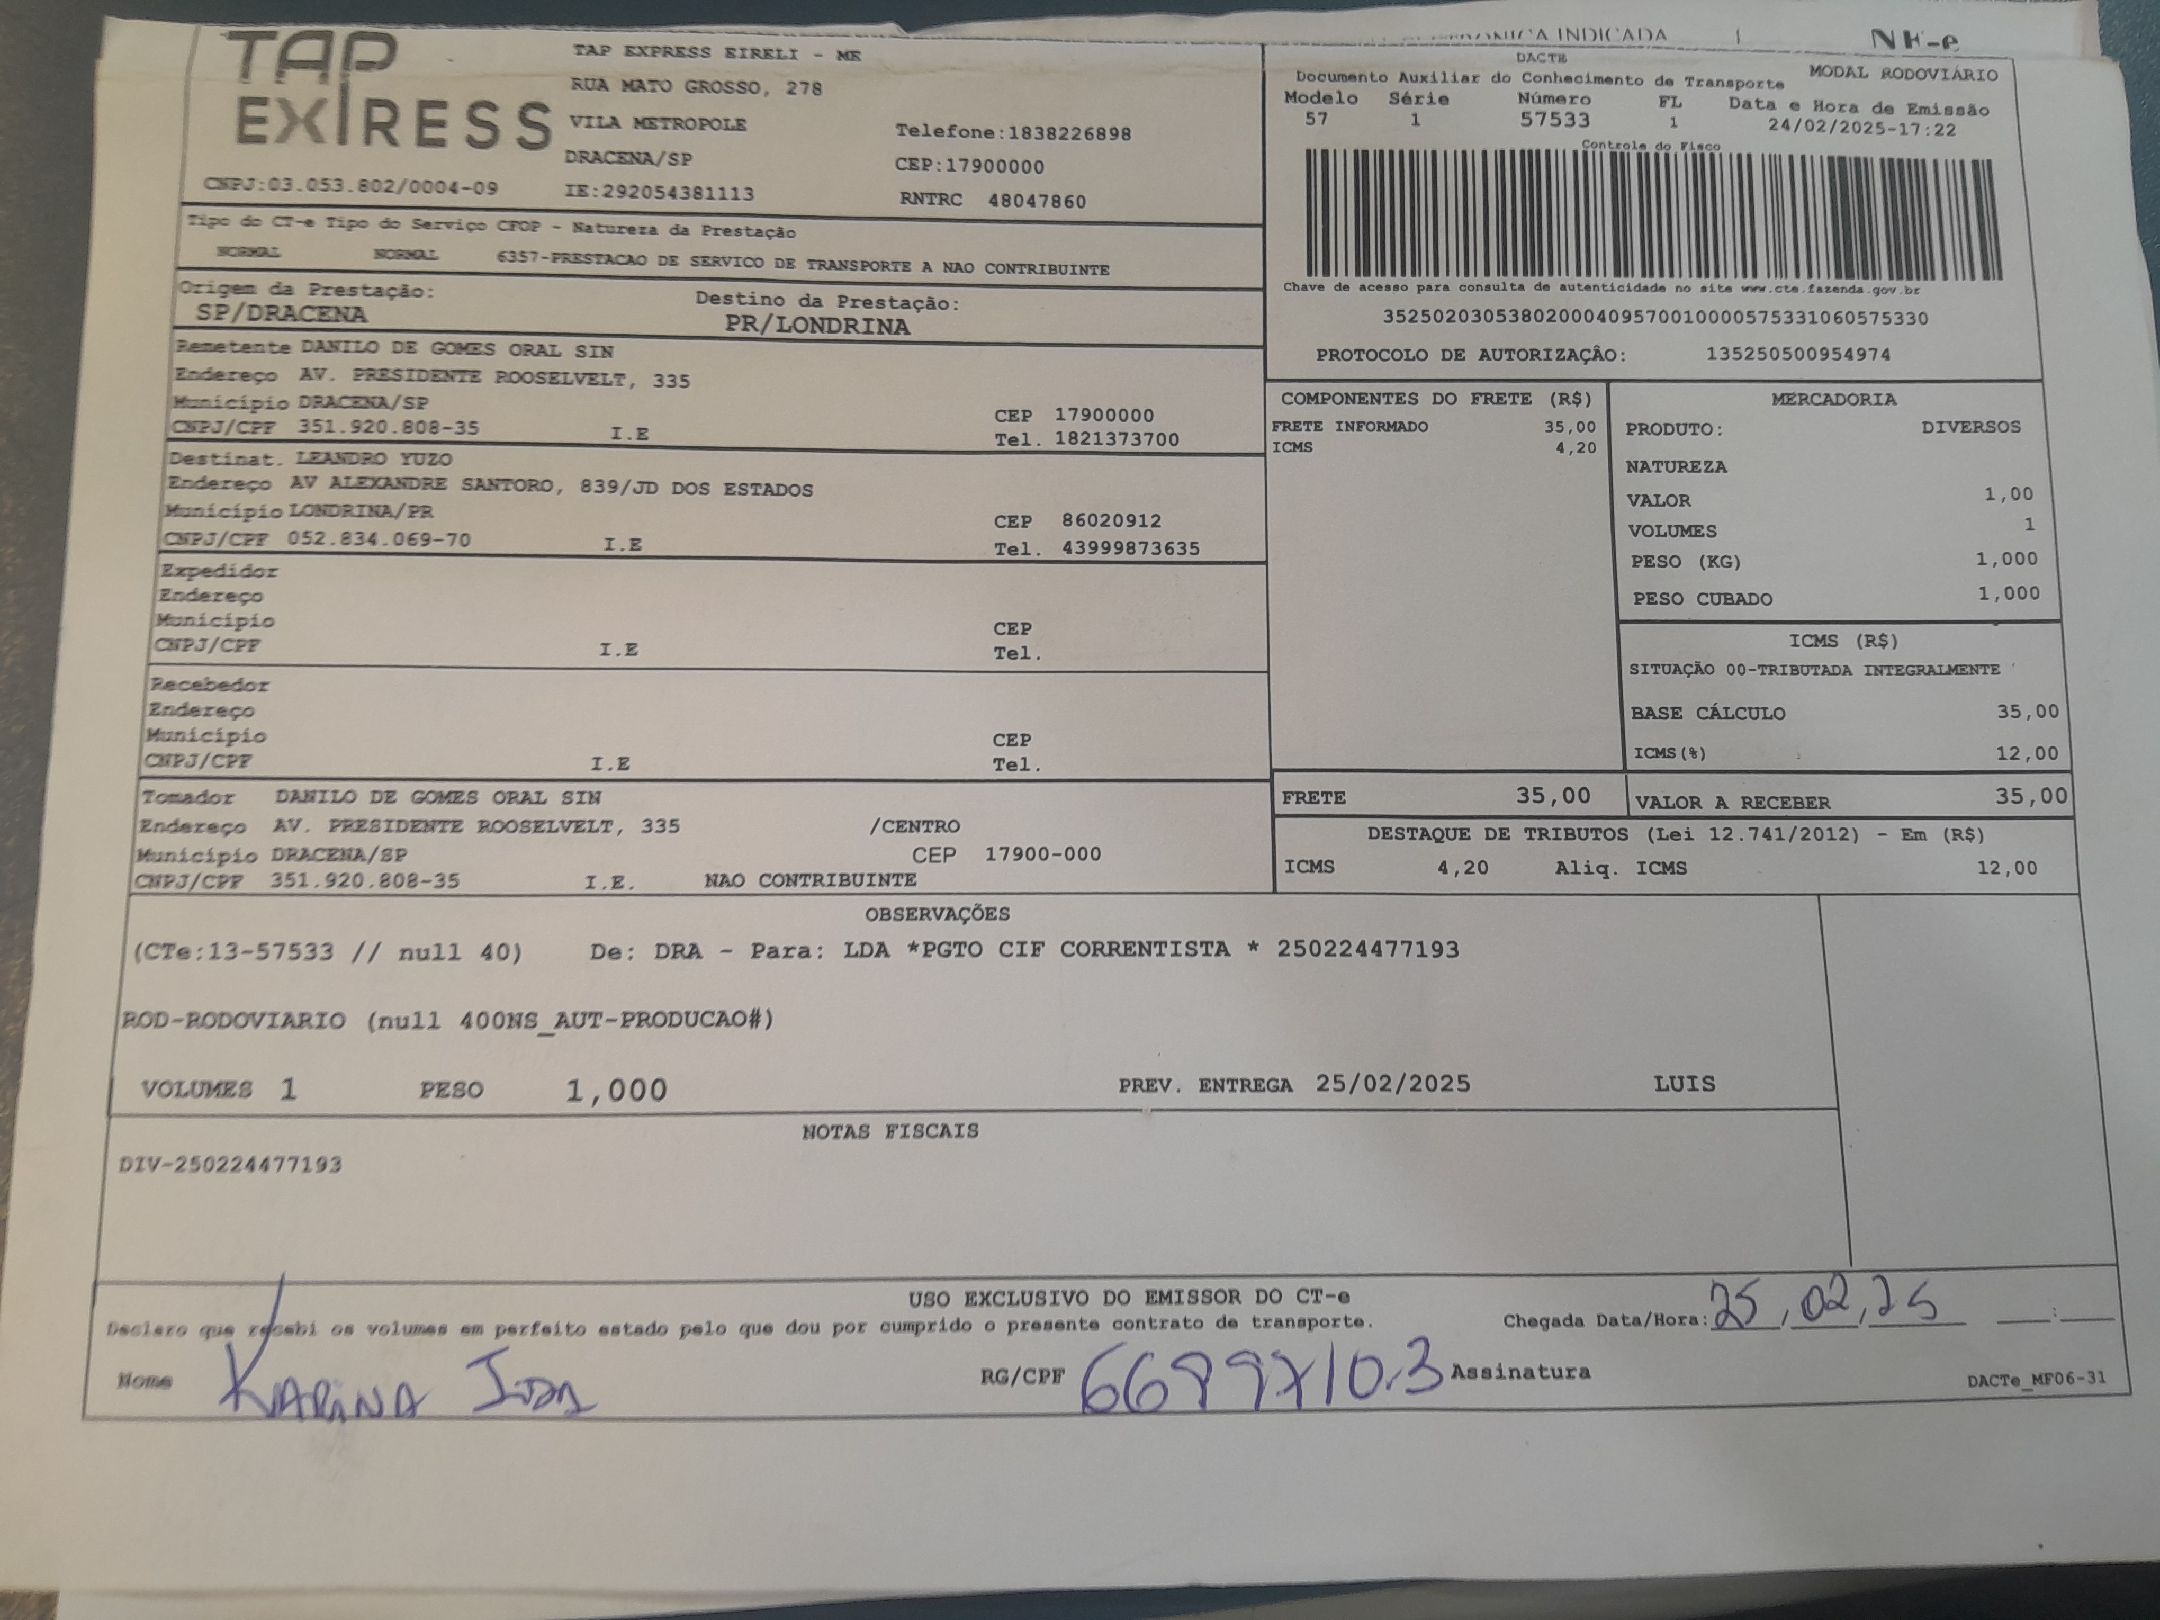 NF-e
TAP
EXPRESS
TAP EXPRESS EIRELI - ME
RUA MATO GROSSO, 278
VILA METROPOLE
Telefone:1838226898
DRACENA/SP
CEP:17900000
CNPJ:03.053.802/0004-09
IE:292054381113
RNTRC 48047860
DACTE
Documento Auxiliar do Conhecimento de Transporte
MODAL RODOVIÁRIO
Modelo Série Número FL Data e Hora de Emissão
57 1 57533 1 24/02/2025-17:22
Controle do Fisco
Chave de acesso para consulta de autenticidade no site www.cte.fazenda.gov.br
35250203053802000409570010000575331060575330
PROTOCOLO DE AUTORIZAÇÃO: 135250500954974
Tipo do CT-e Tipo do Serviço CFOP - Natureza da Prestação
NORMAL NORMAL 6357-PRESTACAO DE SERVICO DE TRANSPORTE A NAO CONTRIBUINTE
Origem da Prestação: Destino da Prestação:
SP/DRACENA PR/LONDRINA
Remetente DANILO DE GOMES ORAL SIN
Endereço AV. PRESIDENTE ROOSELVELT, 335
Município DRACENA/SP CEP 17900000
CNPJ/CPF 351.920.808-35 I.E Tel. 1821373700
Destinat. LEANDRO YUZO
Endereço AV ALEXANDRE SANTORO, 839/JD DOS ESTADOS
Município LONDRINA/PR CEP 86020912
CNPJ/CPF 052.834.069-70 I.E Tel. 43999873635
Expedidor
Endereço
Município CEP
CNPJ/CPF I.E Tel.
Recebedor
Endereço
Município CEP
CNPJ/CPF I.E Tel.
Tomador DANILO DE GOMES ORAL SIN
Endereço AV. PRESIDENTE ROOSELVELT, 335 /CENTRO
Município DRACENA/SP CEP 17900-000
CNPJ/CPF 351.920.808-35 I.E. NAO CONTRIBUINTE
COMPONENTES DO FRETE (R$)
FRETE INFORMADO 35,00
ICMS 4,20
MERCADORIA
PRODUTO: DIVERSOS
NATUREZA
VALOR 1,00
VOLUMES 1
PESO (KG) 1,000
PESO CUBADO 1,000
ICMS (R$)
SITUAÇÃO 00-TRIBUTADA INTEGRALMENTE
BASE CÁLCULO 35,00
ICMS(%) 12,00
FRETE 35,00 VALOR A RECEBER 35,00
DESTAQUE DE TRIBUTOS (Lei 12.741/2012) - Em (R$)
ICMS 4,20 Aliq. ICMS 12,00
OBSERVAÇÕES
(CTe:13-57533 // null 40) De: DRA - Para: LDA *PGTO CIF CORRENTISTA * 250224477193
ROD-RODOVIARIO (null 400NS_AUT-PRODUCAO#)
VOLUMES 1 PESO 1,000 PREV. ENTREGA 25/02/2025 LUIS
NOTAS FISCAIS
DIV-250224477193
USO EXCLUSIVO DO EMISSOR DO CT-e
Declaro que recebi os volumes em perfeito estado pelo que dou por cumprido o presente contrato de transporte. Chegada Data/Hora: 25,02,25 :
Nome KARINA RG/CPF Assinatura
DACTe_MF06-31